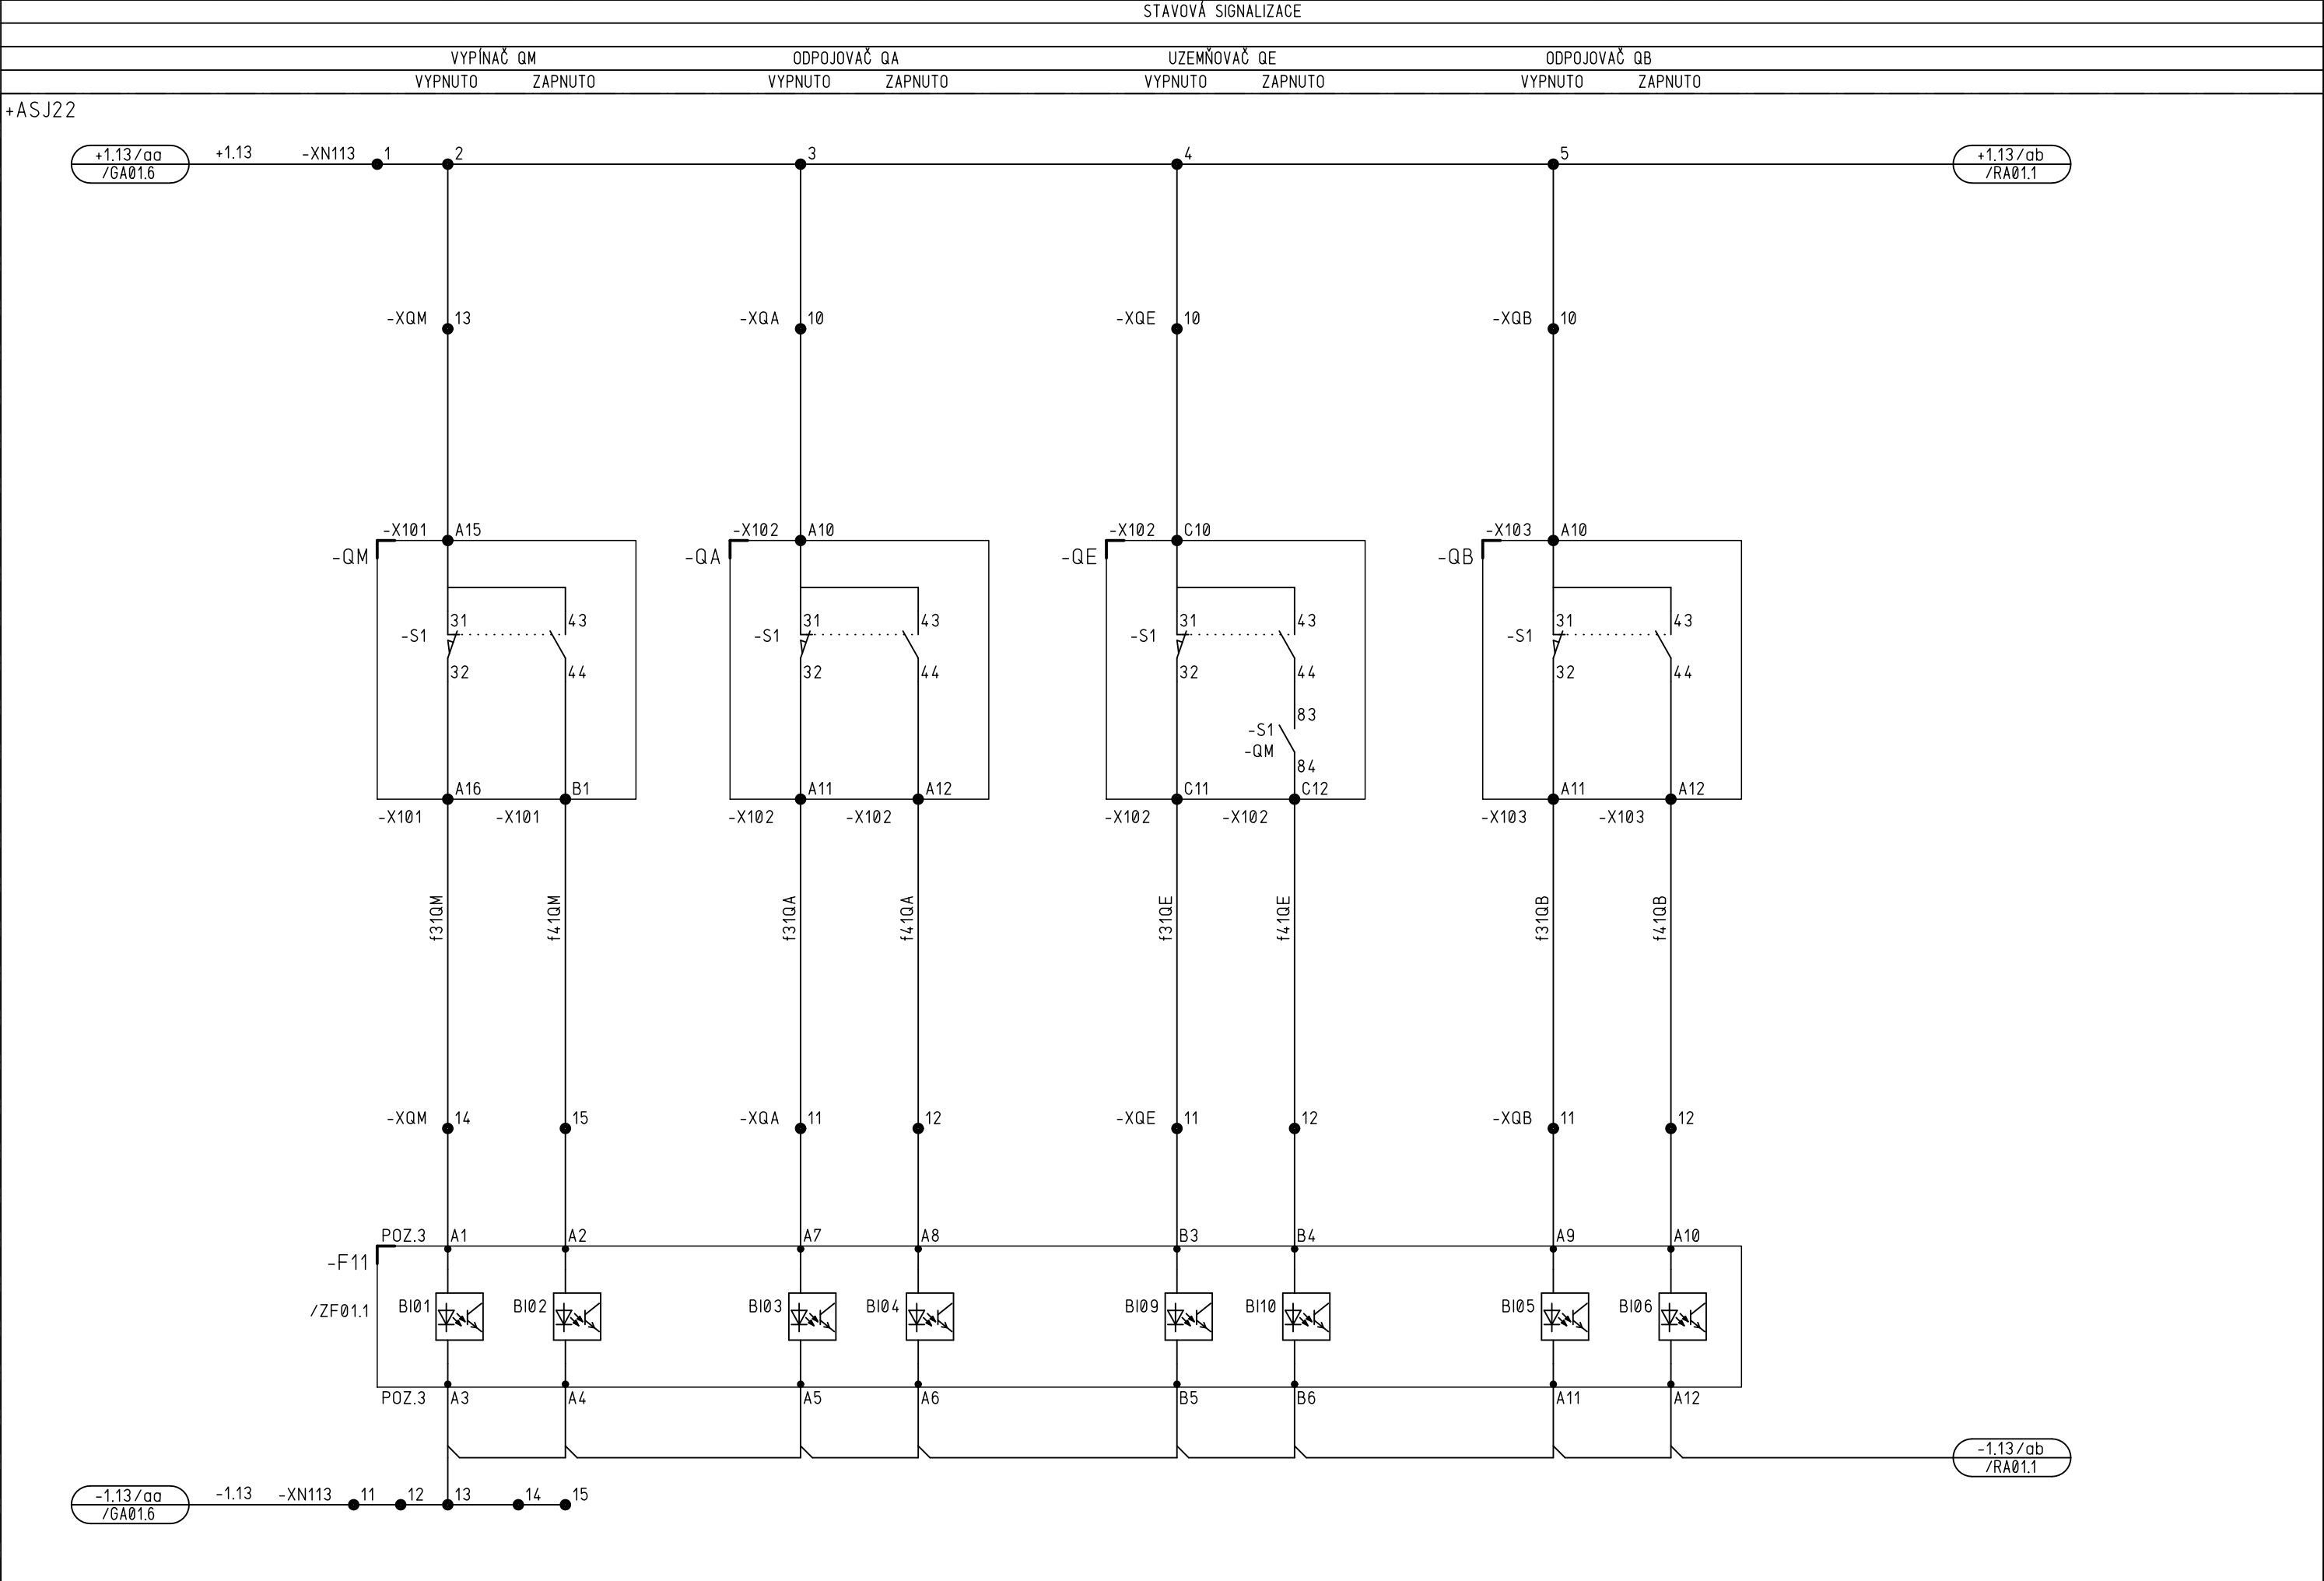 STAVOVÁ SIGNALIZACE
VYPÍNAČ QM ODPOJOVAČ QA UZEMŇOVAČ QE ODPOJOVAČ QB
VYPNUTO ZAPNUTO VYPNUTO ZAPNUTO VYPNUTO ZAPNUTO VYPNUTO ZAPNUTO
+ASJ22
+1.13/aa +1.13 -XN113 1 2 3 4 5 +1.13/ab
/GA01.6 /RA01.1
-XQM 13 -XQA 10 -XQE 10 -XQB 10
-X101 A15 -X102 A10 -X102 C10 -X103 A10
-QM -QA -QE -QB
31 43 31 43 31 43 31 43
-S1 -S1 -S1 -S1
32 44 32 44 32 44 32 44
83
-S1
-QM
84
A16 B1 A11 A12 C11 C12 A11 A12
-X101 -X101 -X102 -X102 -X102 -X102 -X103 -X103
f31QM f41QM f31QA f41QA f31QE f41QE f31QB f41QB
-XQM 14 15 -XQA 11 12 -XQE 11 12 -XQB 11 12
POZ.3 A1 A2 A7 A8 B3 B4 A9 A10
-F11
/ZF01.1 BI01 BI02 BI03 BI04 BI09 BI10 BI05 BI06
POZ.3 A3 A4 A5 A6 B5 B6 A11 A12
-1.13/ab
/RA01.1
-1.13/aa -1.13 -XN113 11 12 13 14 15
/GA01.6